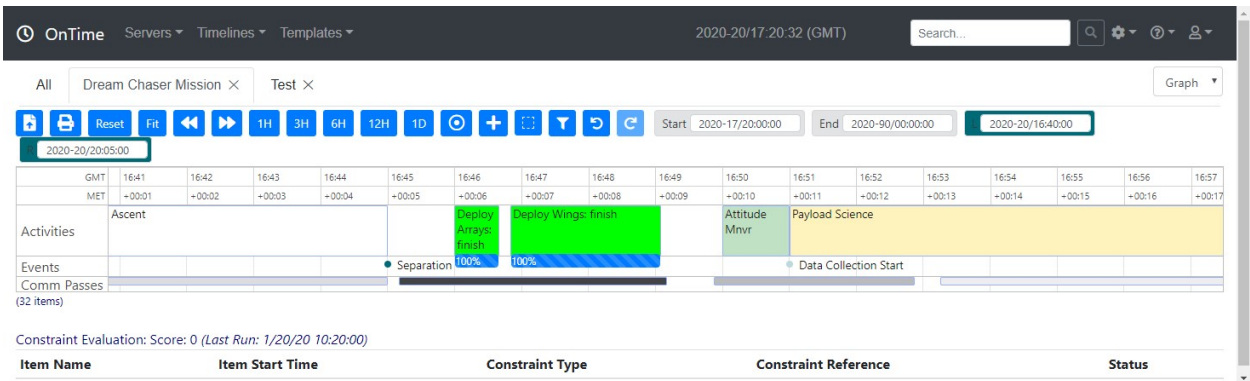 OnTime Servers Timelines Templates 2020-20/17:20:32 (GMT) Search...
All Dream Chaser Mission × Test × Graph
Reset Fit 1H 3H 6H 12H 1D Start 2020-17/20:00:00 End 2020-90/00:00:00 2020-20/16:40:00
2020-20/20:05:00
GMT 16:41 16:42 16:43 16:44 16:45 16:46 16:47 16:48 16:49 16:50 16:51 16:52 16:53 16:54 16:55 16:56 16:57
MET +00:01 +00:02 +00:03 +00:04 +00:05 +00:06 +00:07 +00:08 +00:09 +00:10 +00:11 +00:12 +00:13 +00:14 +00:15 +00:16 +00:17
Activities
Ascent
Deploy
Arrays:
finish
100%
Deploy Wings: finish
100%
Attitude
Mnvr
Payload Science
Events Separation Data Collection Start
Comm Passes
(32 items)
Constraint Evaluation: Score: 0 (Last Run: 1/20/20 10:20:00)
Item Name Item Start Time Constraint Type Constraint Reference Status